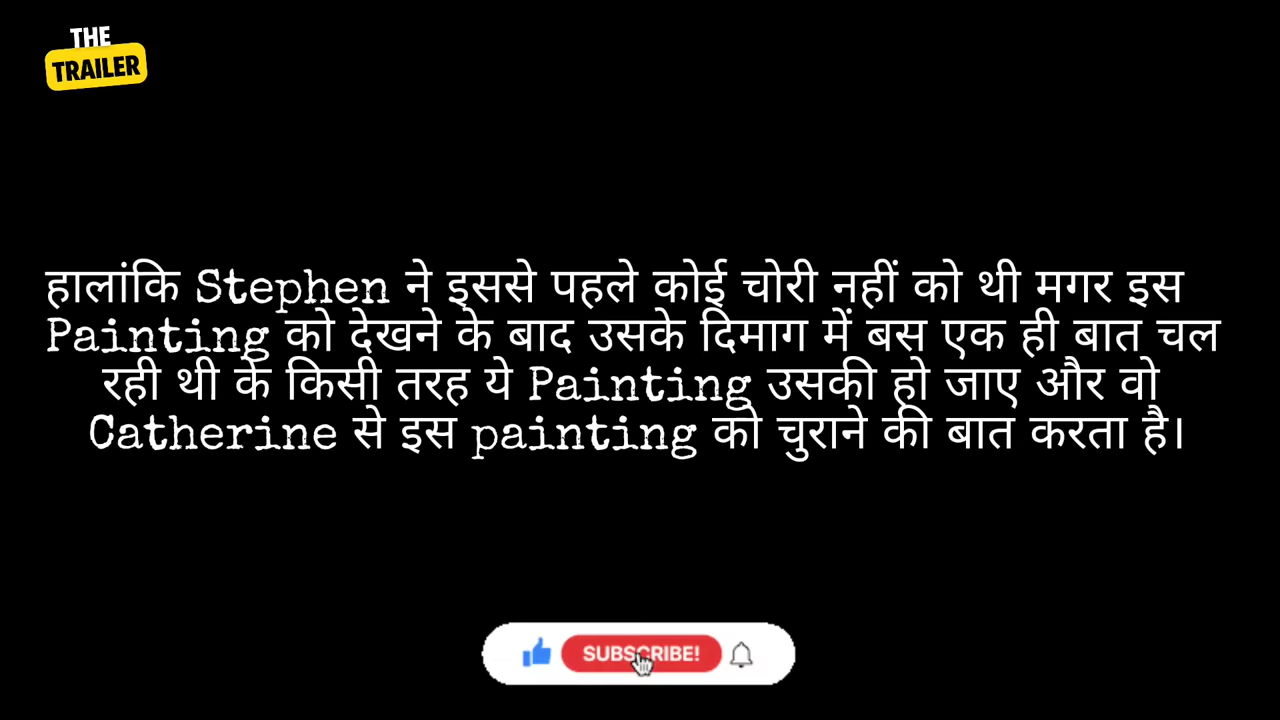 THE
TRAILER
हालांकि Stephen ने इससे पहले कोई चोरी नहीं को थी मगर इस
Painting को देखने के बाद उसके दिमाग में बस एक ही बात चल
रही थी के किसी तरह ये Painting उसकी हो जाए और वो
Catherine से इस painting को चुराने की बात करता है।
SUBSCRIBE!